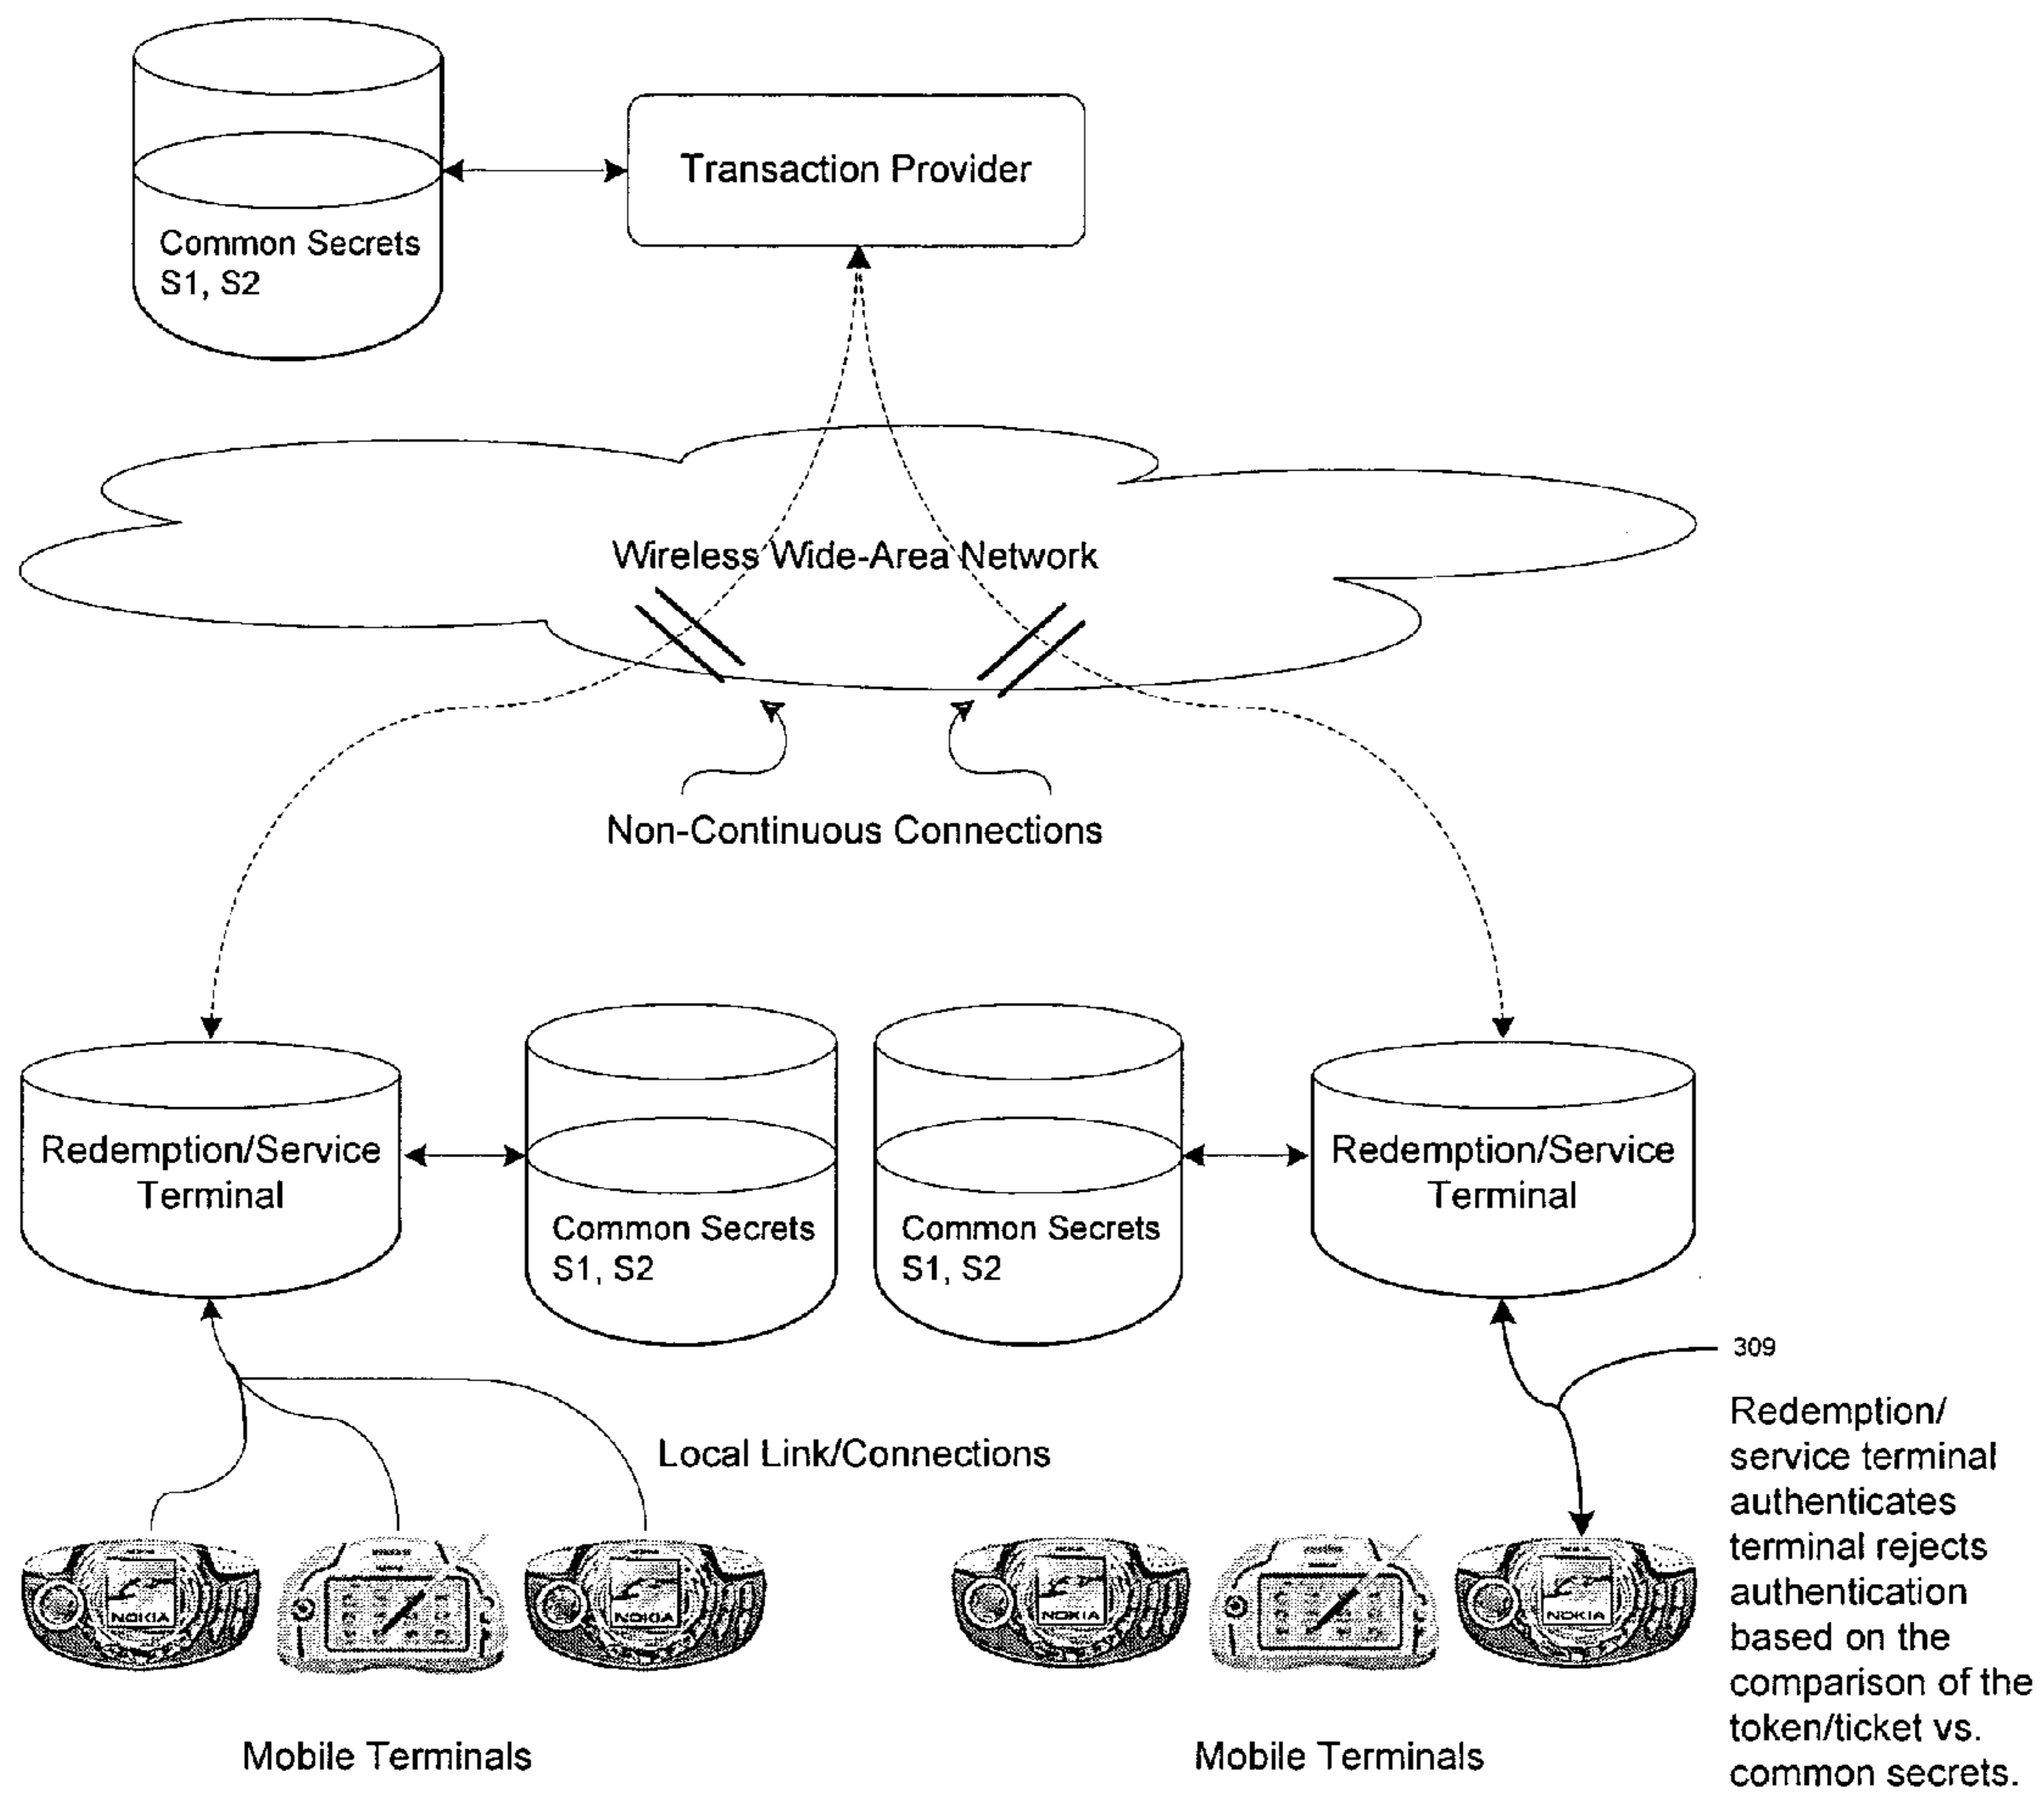 Transaction Provider
Common Secrets
S1, S2
Wireless Wide-Area Network
Non-Continuous Connections
Redemption/Service
Terminal
Common Secrets
S1, S2
Common Secrets
S1, S2
Redemption/Service
Terminal
309
Redemption/
service terminal
authenticates
terminal rejects
authentication
based on the
comparison of the
token/ticket vs.
common secrets.
Local Link/Connections
NOKIA
NOKIA
NOKIA
NOKIA
Mobile Terminals
Mobile Terminals